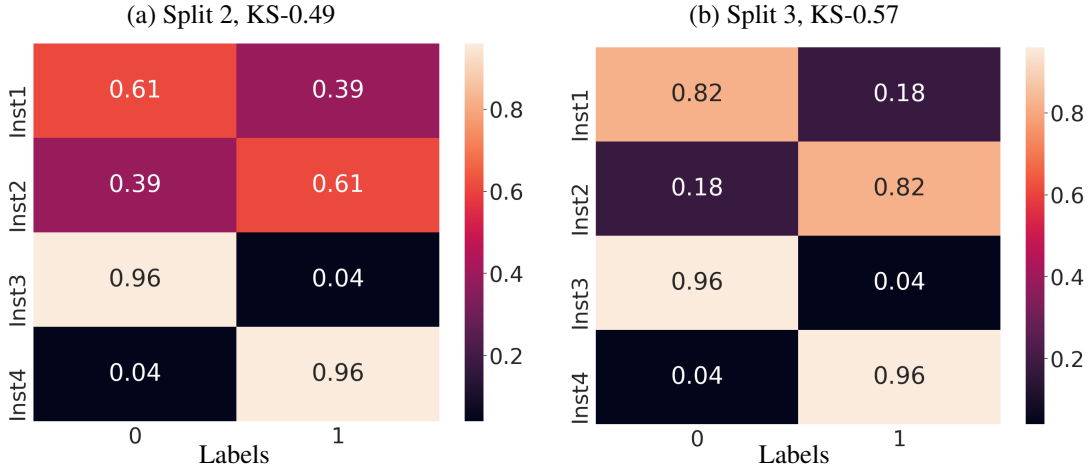 (a) Split 2, KS-0.49
Inst1 0.61 0.39 0.8
Inst2 0.39 0.61 0.6
Inst3 0.96 0.04 0.4
Inst4 0.04 0.96 0.2
0 1
Labels
(b) Split 3, KS-0.57
Inst1 0.82 0.18 0.8
Inst2 0.18 0.82 0.6
Inst3 0.96 0.04 0.4
Inst4 0.04 0.96 0.2
0 1
Labels